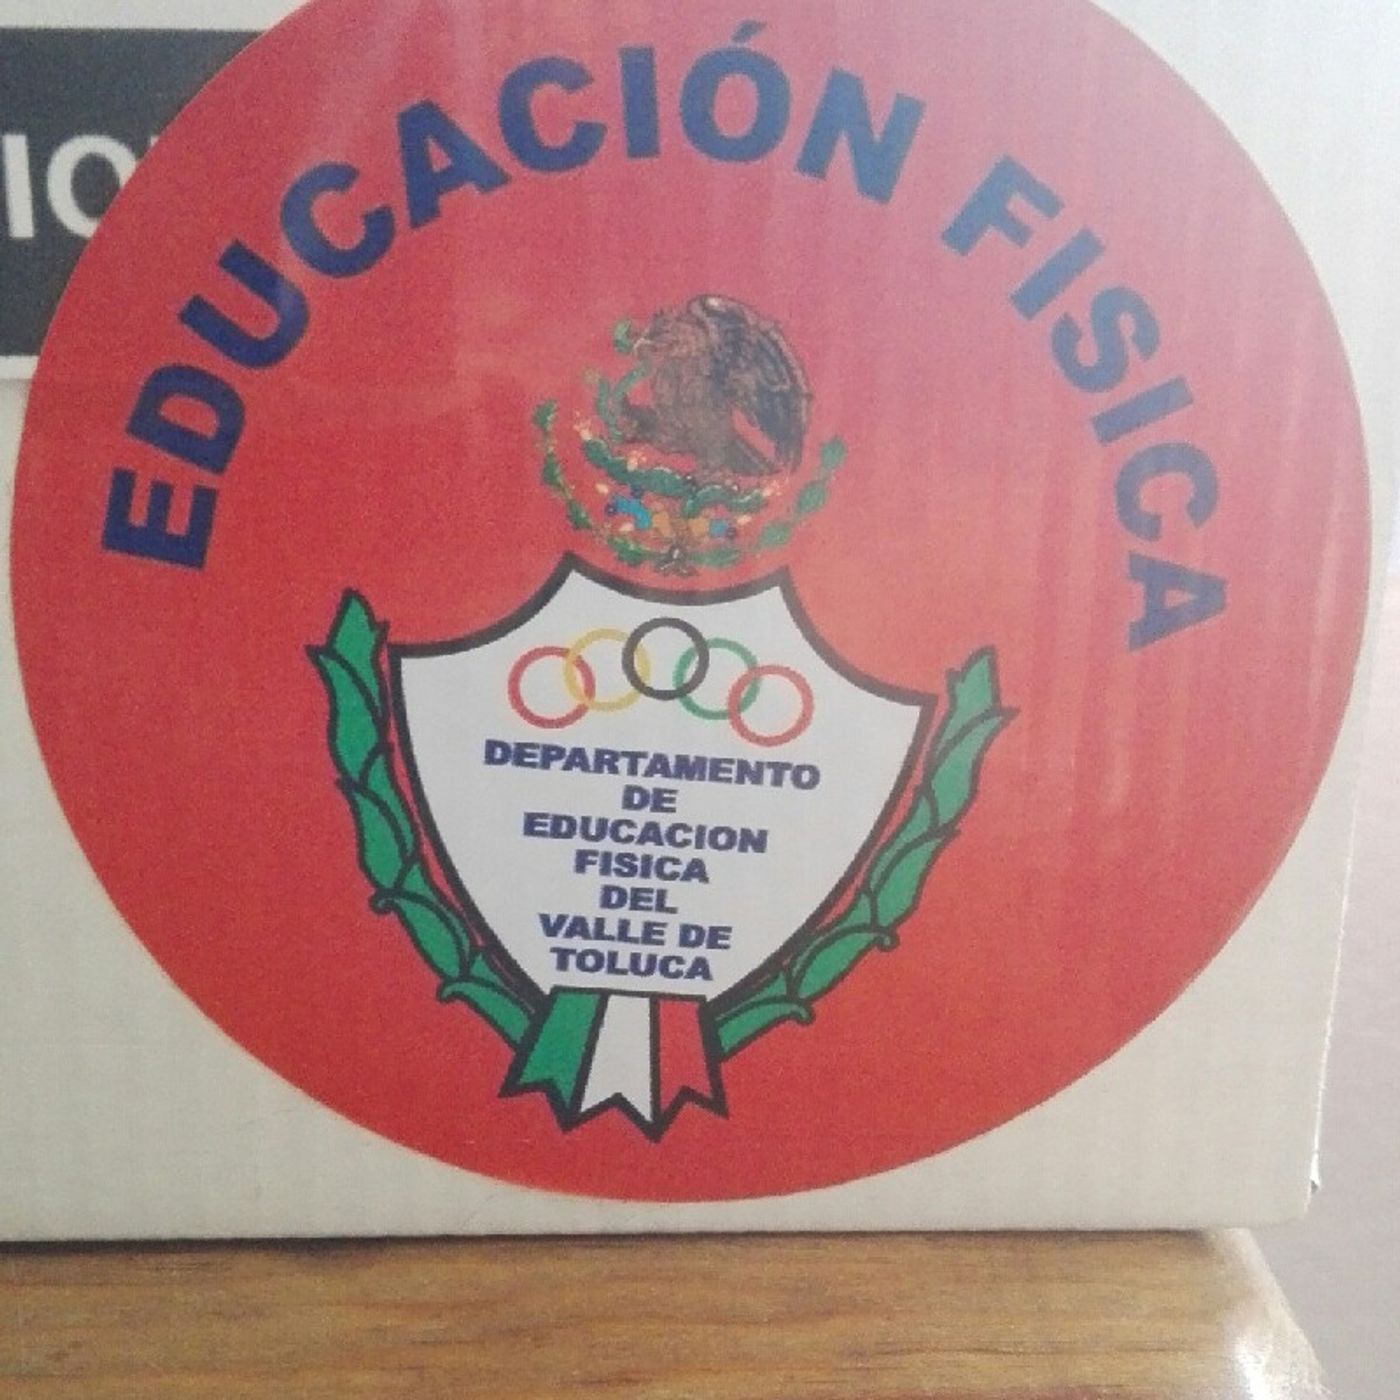 EDUCACIÓN FISICA
DEPARTAMENTO
DE
EDUCACION
FISICA
DEL
VALLE DE
TOLUCA